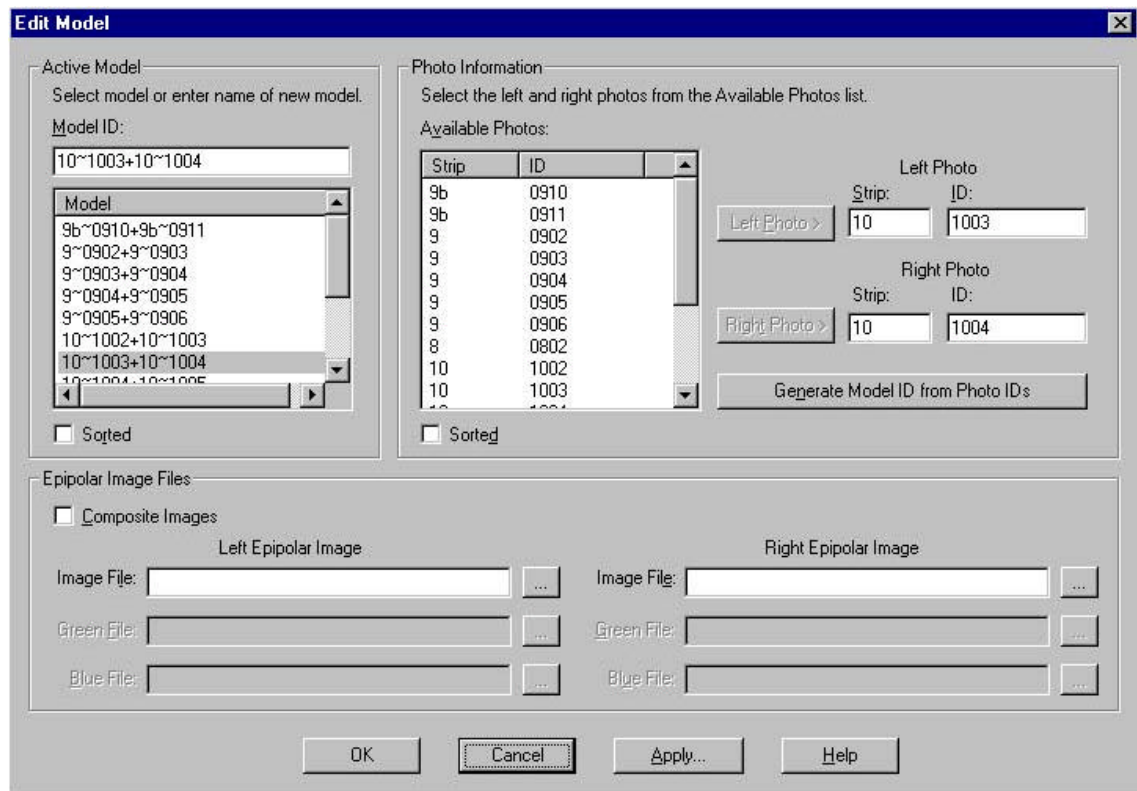 Edit Model
Active Model
Select model or enter name of new model.
Model ID:
10~1003+10~1004
Model
9b~0910+9b~0911
9~0902+9~0903
9~0903+9~0904
9~0904+9~0905
9~0905+9~0906
10~1002+10~1003
10~1003+10~1004
10~1004+10~1005
Sorted
Photo Information
Select the left and right photos from the Available Photos list.
Available Photos:
Strip ID
9b 0910
9b 0911
9 0902
9 0903
9 0904
9 0905
9 0906
8 0802
10 1002
10 1003
10 1004
Sorted
Left Photo
Strip: ID:
Left Photo > 10 1003
Right Photo
Strip: ID:
Right Photo > 10 1004
Generate Model ID from Photo IDs
Epipolar Image Files
Composite Images
Left Epipolar Image
Image File: ...
Green File: ...
Blue File: ...
Right Epipolar Image
Image File: ...
Green File: ...
Blue File: ...
OK Cancel Apply... Help